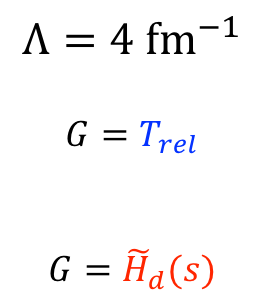 Λ = 4 fm⁻¹
G = T_rel
G = H̃_d(s)